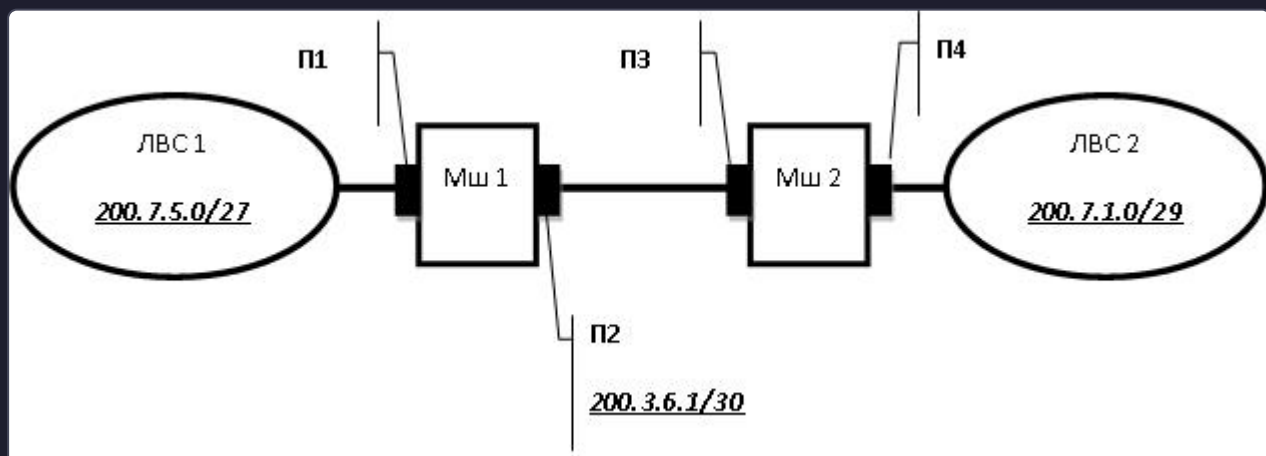 П1
П3
П4
ЛВС 1
200.7.5.0/27
Мш 1
Мш 2
ЛВС 2
200.7.1.0/29
П2
200.3.6.1/30